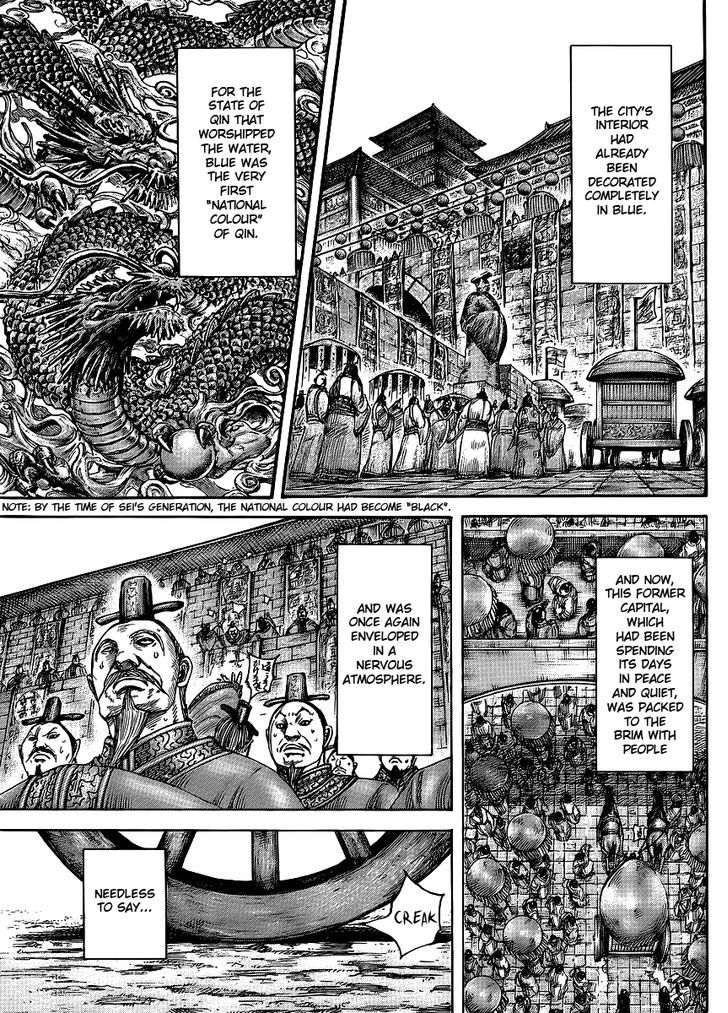 THE CITY'S
INTERIOR
HAD
ALREADY
BEEN
DECORATED
COMPLETELY
IN BLUE.
FOR THE
STATE OF
QIN THAT
WORSHIPPED
THE WATER,
BLUE WAS
THE VERY
FIRST
"NATIONAL
COLOUR"
OF QIN.
NOTE: BY THE TIME OF SEI'S GENERATION, THE NATIONAL COLOUR HAD BECOME "BLACK".
AND NOW,
THIS FORMER
CAPITAL,
WHICH
HAD BEEN
SPENDING
ITS DAYS
IN PEACE
AND QUIET,
WAS PACKED
TO THE
BRIM WITH
PEOPLE
AND WAS
ONCE AGAIN
ENVELOPED
IN A
NERVOUS
ATMOSPHERE.
NEEDLESS
TO SAY...
CREAK